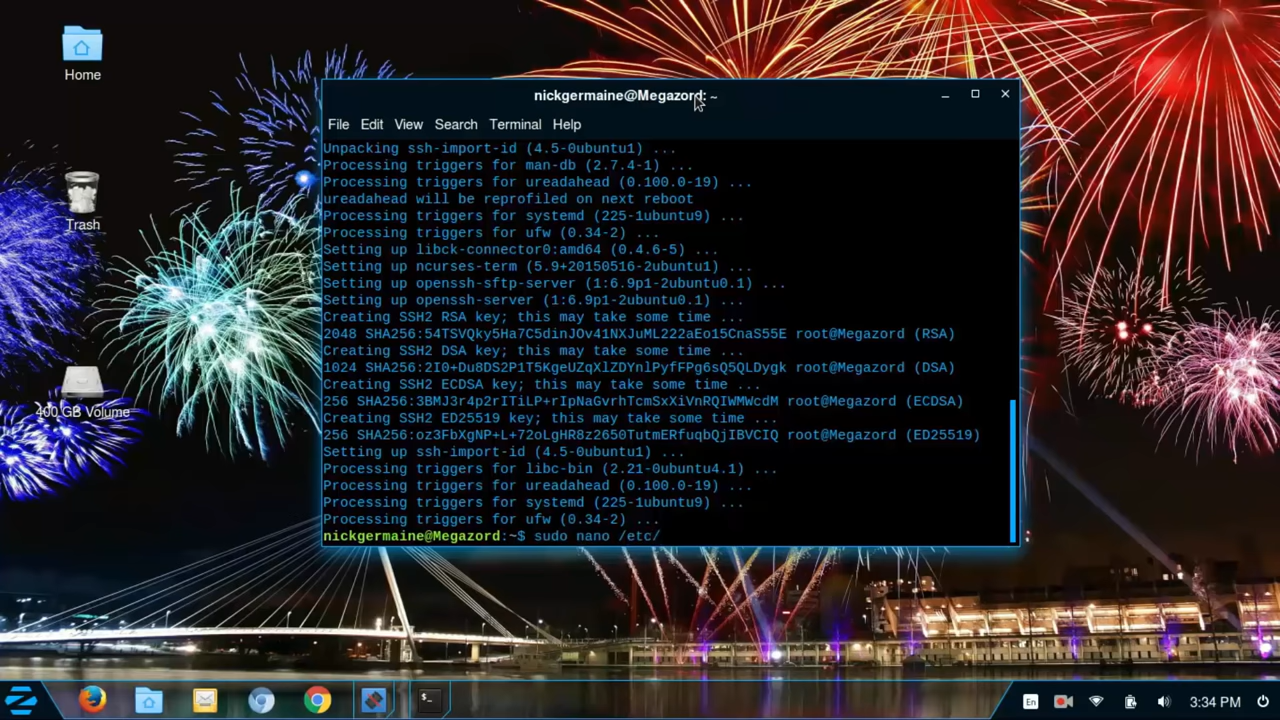 Home
Trash
400 GB Volume
nickgermaine@Megazord: ~
File Edit View Search Terminal Help
Unpacking ssh-import-id (4.5-0ubuntu1) ...
Processing triggers for man-db (2.7.4-1) ...
Processing triggers for ureadahead (0.100.0-19) ...
ureadahead will be reprofiled on next reboot
Processing triggers for systemd (225-1ubuntu9) ...
Processing triggers for ufw (0.34-2) ...
Setting up libck-connector0:amd64 (0.4.6-5) ...
Setting up ncurses-term (5.9+20150516-2ubuntu1) ...
Setting up openssh-sftp-server (1:6.9p1-2ubuntu0.1) ...
Setting up openssh-server (1:6.9p1-2ubuntu0.1) ...
Creating SSH2 RSA key; this may take some time ...
2048 SHA256:54TSVQky5Ha7C5dinJOv41NXJuML222aEo15CnaS55E root@Megazord (RSA)
Creating SSH2 DSA key; this may take some time ...
1024 SHA256:2I0+Du8DS2P1T5KgeUZqXlZDYnlPyfFPg6sQ5QLDygk root@Megazord (DSA)
Creating SSH2 ECDSA key; this may take some time ...
256 SHA256:3BMJ3r4p2rITiLP+rIpNaGvrhTcmSxXiVnRQIWMWcdM root@Megazord (ECDSA)
Creating SSH2 ED25519 key; this may take some time ...
256 SHA256:oz3FbXgNP+L+72oLgHR8z2650TutmERfuqbQjIBVCIQ root@Megazord (ED25519)
Setting up ssh-import-id (4.5-0ubuntu1) ...
Processing triggers for libc-bin (2.21-0ubuntu4.1) ...
Processing triggers for ureadahead (0.100.0-19) ...
Processing triggers for systemd (225-1ubuntu9) ...
Processing triggers for ufw (0.34-2) ...
nickgermaine@Megazord:~$ sudo nano /etc/
En
3:34 PM